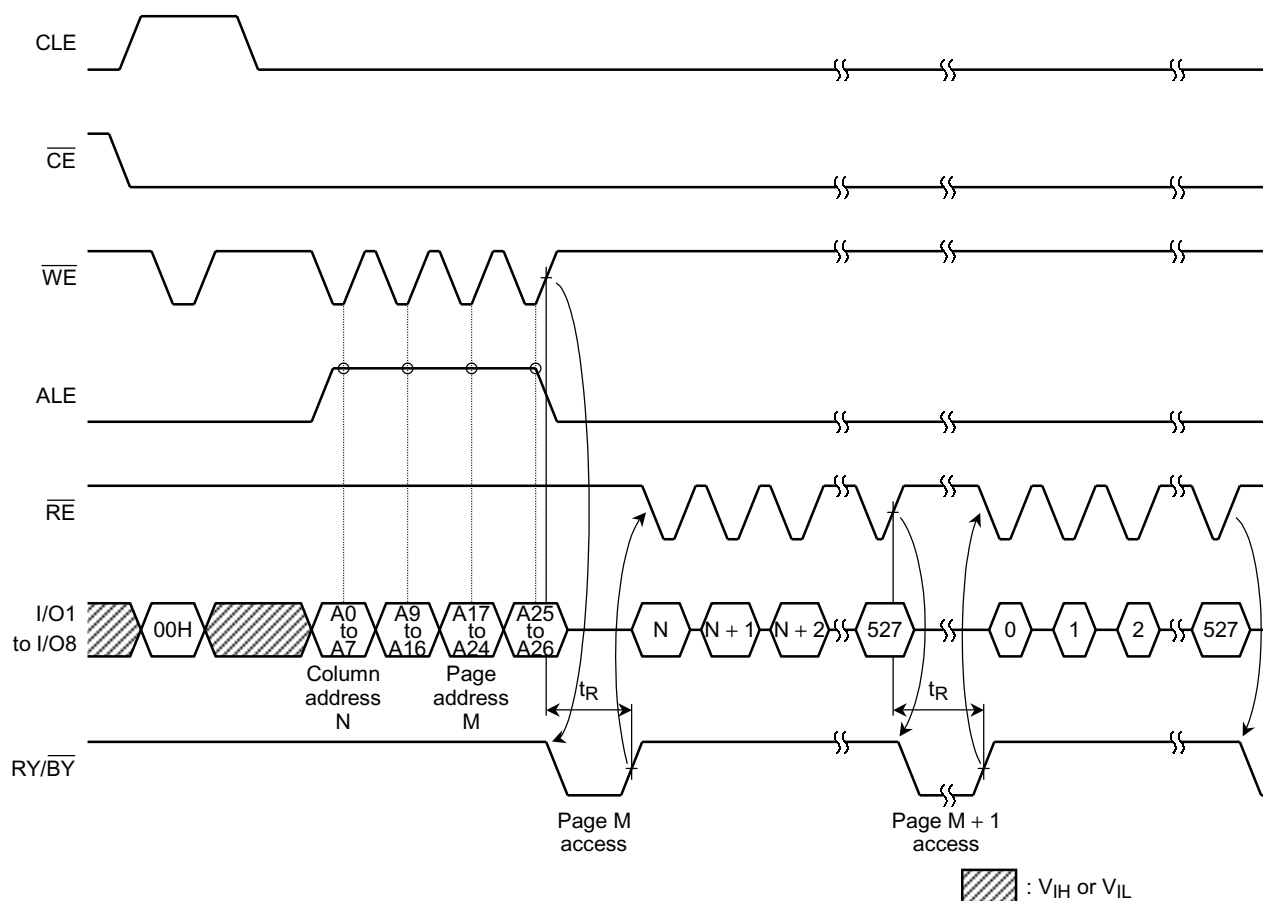 CLE
CE
WE
ALE
RE
I/O1
to I/O8
00H
A0
to
A7
A9
to
A16
A17
to
A24
A25
to
A26
N
N + 1
N + 2
527
0
1
2
527
Column
address
N
Page
address
M
tR
tR
RY/BY
Page M
access
Page M + 1
access
: VIH or VIL